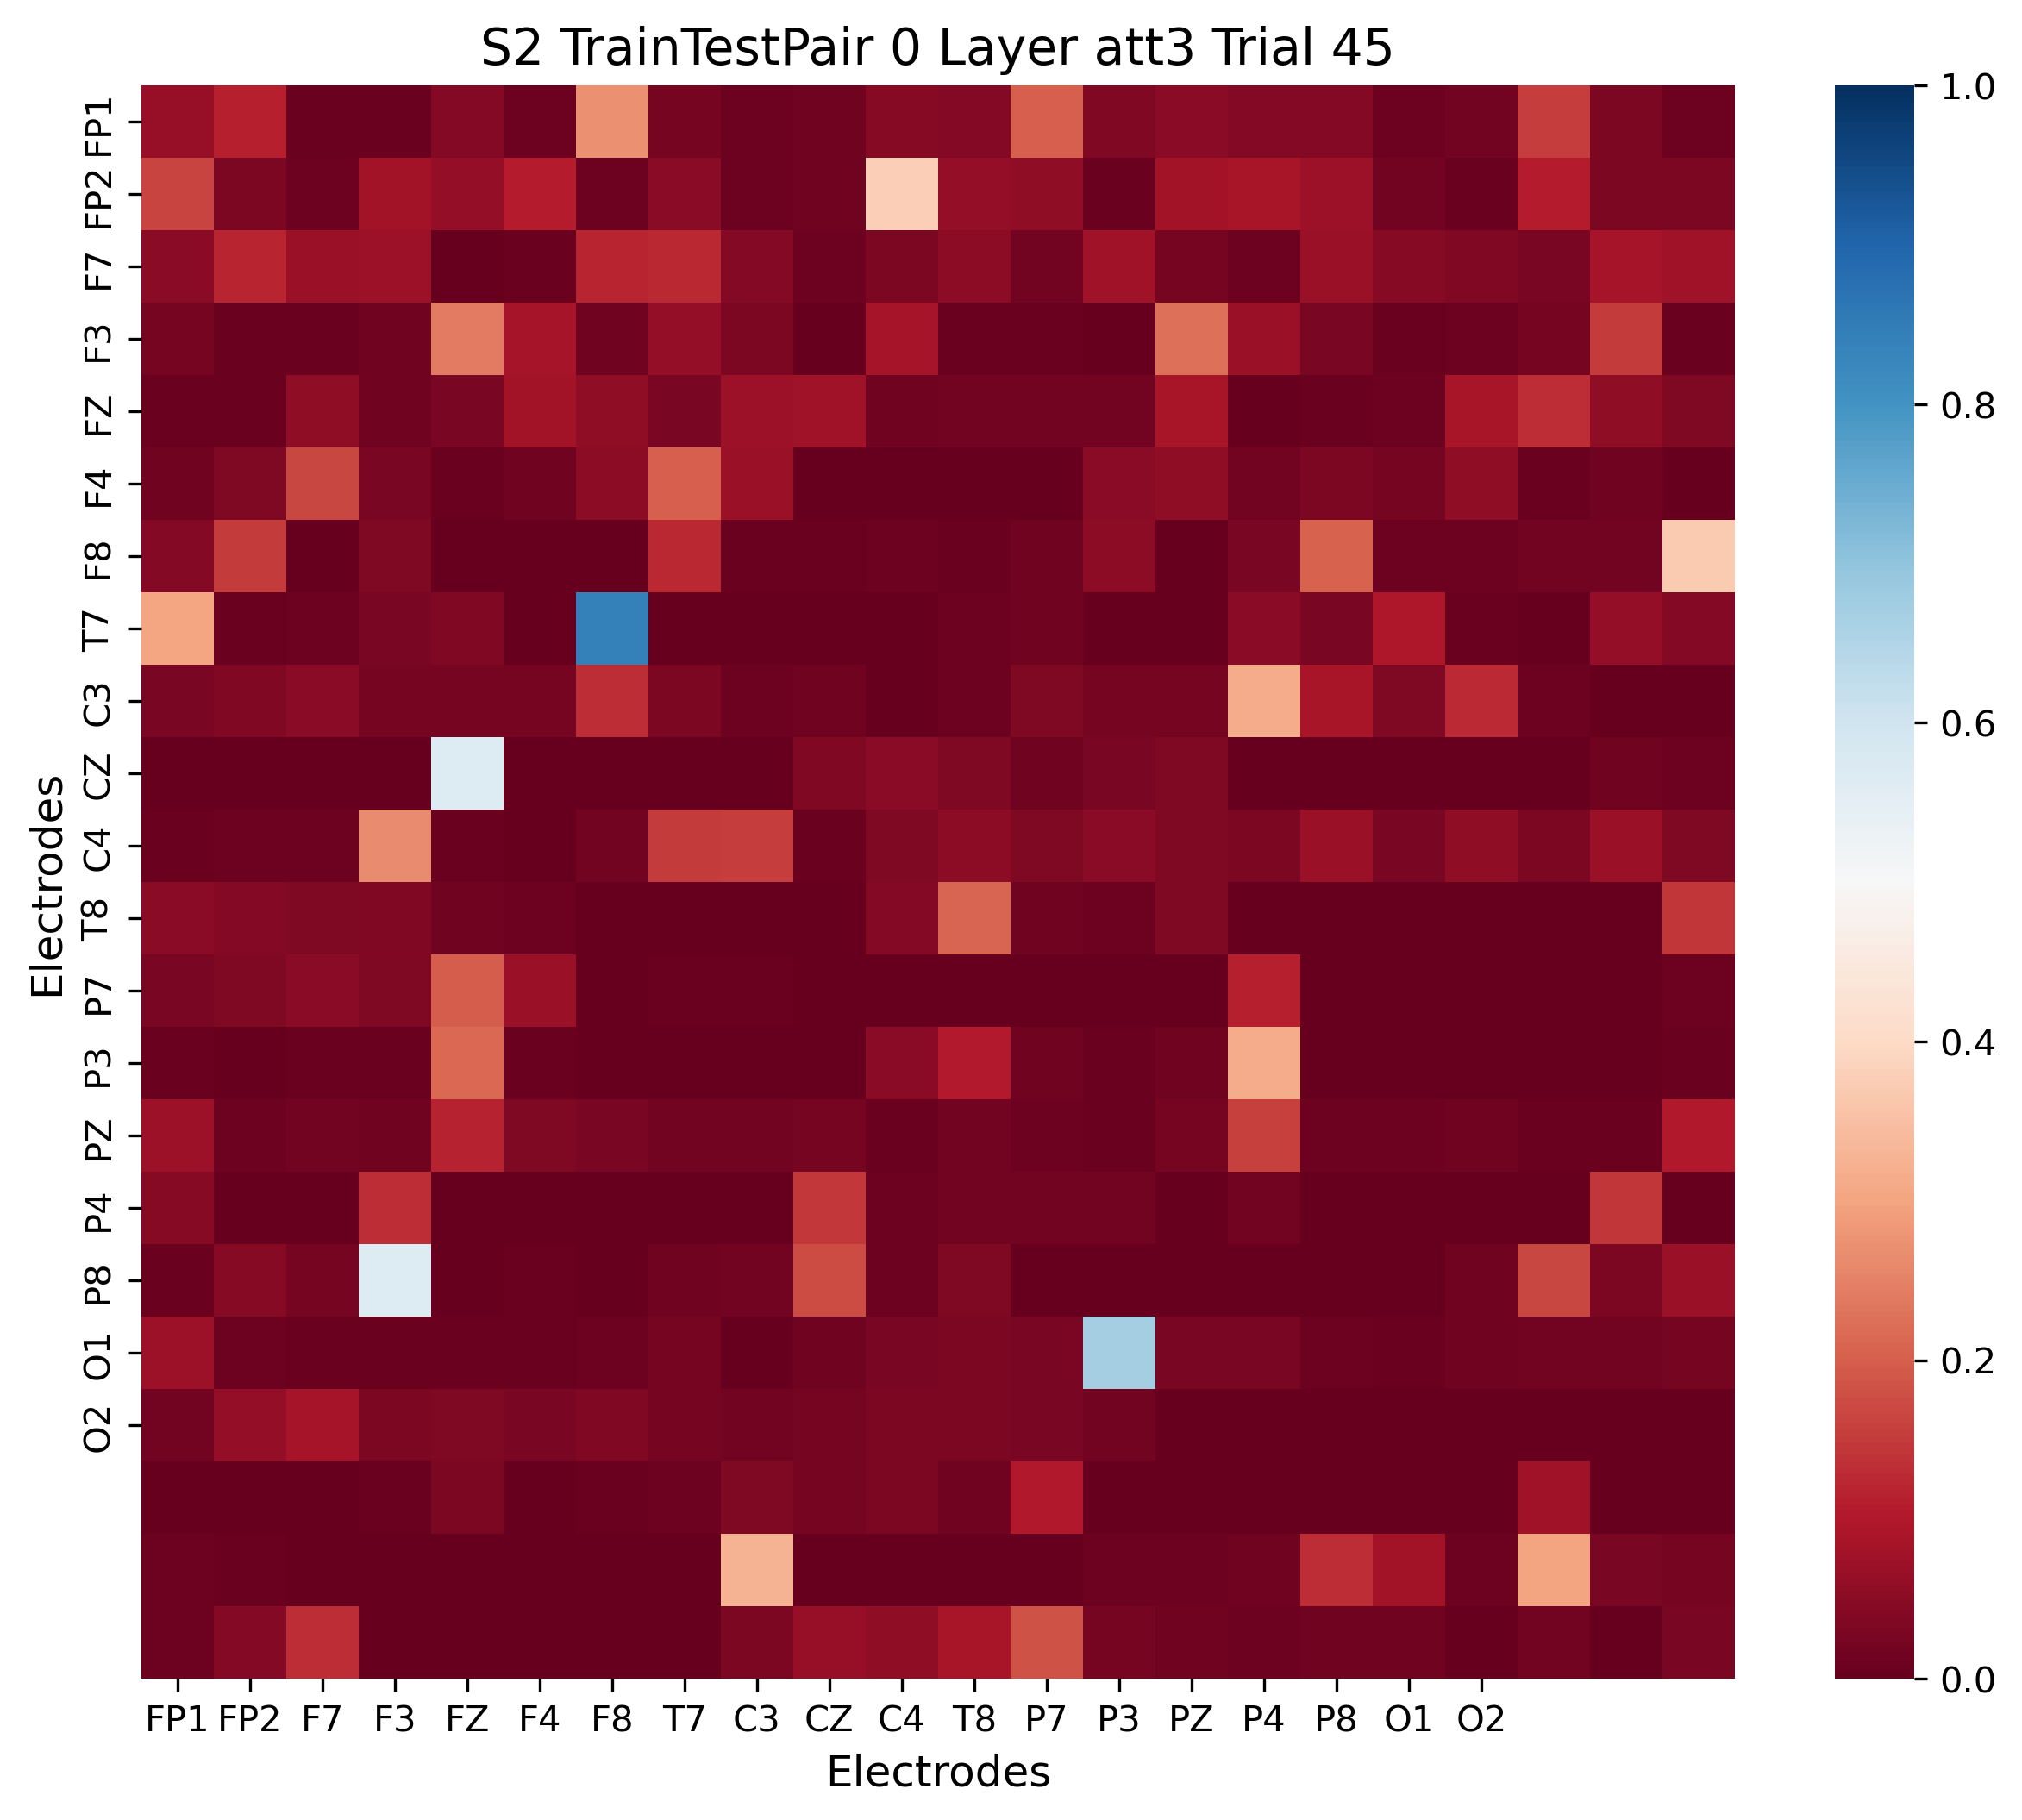 S2 TrainTestPair 0 Layer att3 Trial 45
Electrodes
FP1
FP2
F7
F3
FZ
F4
F8
T7
C3
CZ
C4
T8
P7
P3
PZ
P4
P8
O1
O2
FP1 FP2 F7 F3 FZ F4 F8 T7 C3 CZ C4 T8 P7 P3 PZ P4 P8 O1 O2
Electrodes
1.0
0.8
0.6
0.4
0.2
0.0